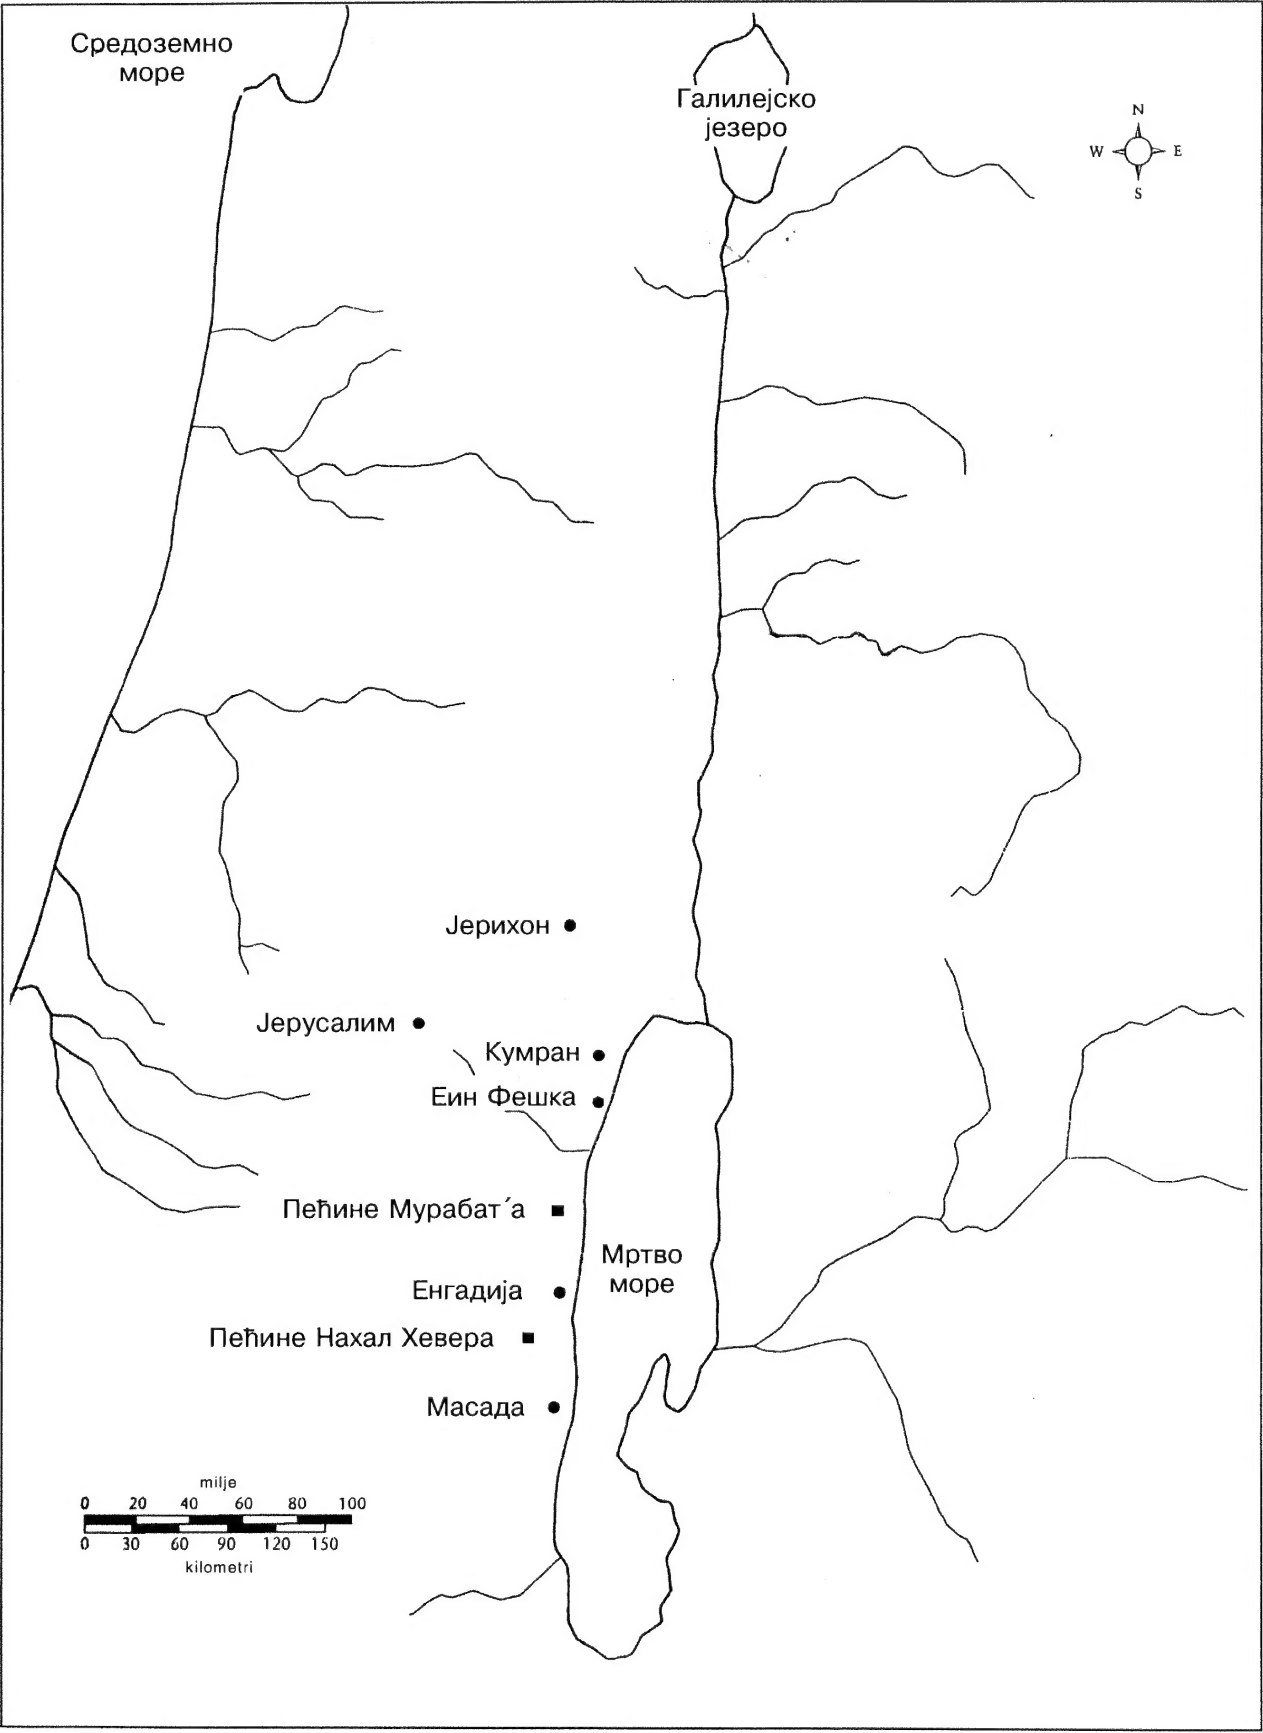 Средоземно
море
Галилејско
језеро
N
W E
S
Јерихон
Јерусалим
Кумран
Еин Фешка
Пећине Мурабат´а
Мртво
море
Енгадија
Пећине Нахал Хевера
Масада
milje
0 20 40 60 80 100
0 30 60 90 120 150
kilometri